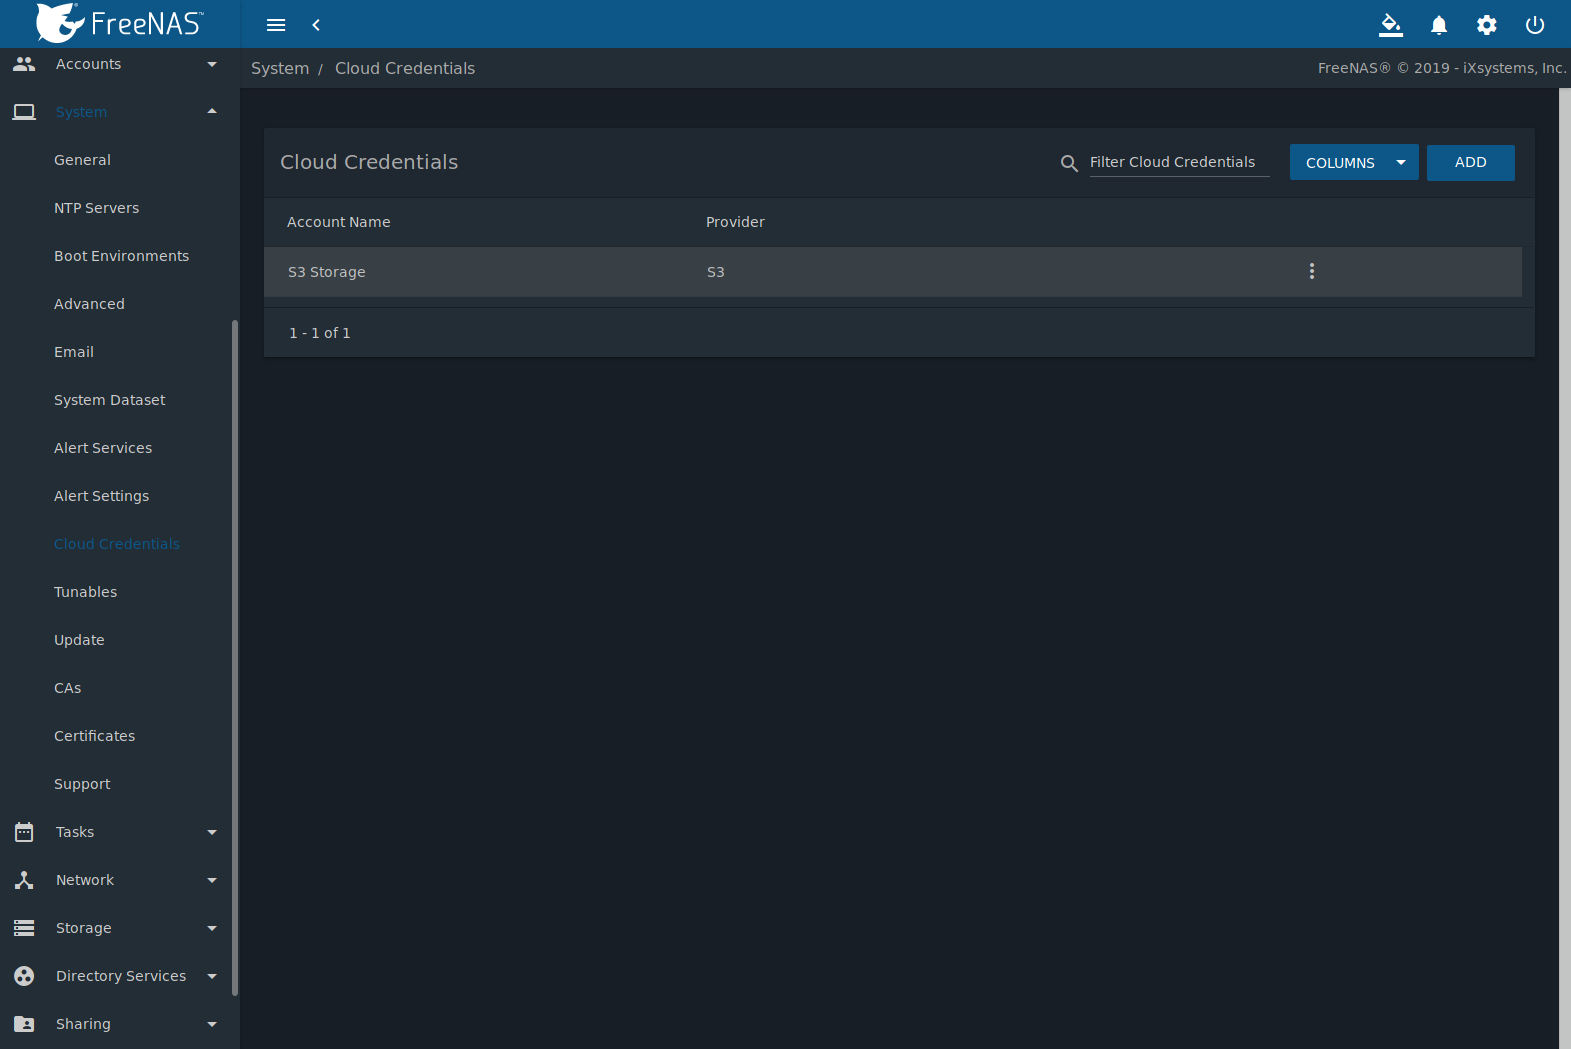 FreeNAS™
System / Cloud Credentials
FreeNAS® © 2019 - iXsystems, Inc.
Accounts
System
General
NTP Servers
Boot Environments
Advanced
Email
System Dataset
Alert Services
Alert Settings
Cloud Credentials
Tunables
Update
CAs
Certificates
Support
Tasks
Network
Storage
Directory Services
Sharing
Cloud Credentials
Filter Cloud Credentials
COLUMNS
ADD
Account Name Provider
S3 Storage S3
1 - 1 of 1